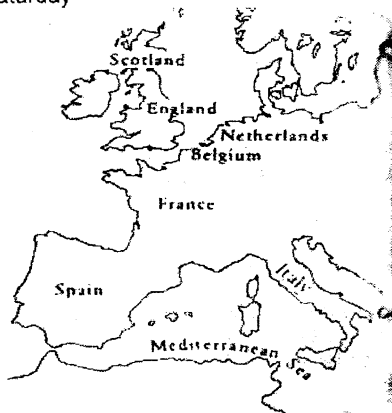 Scotland
England
Netherlands
Belgium
France
Italy
Spain
Mediterranean Sea